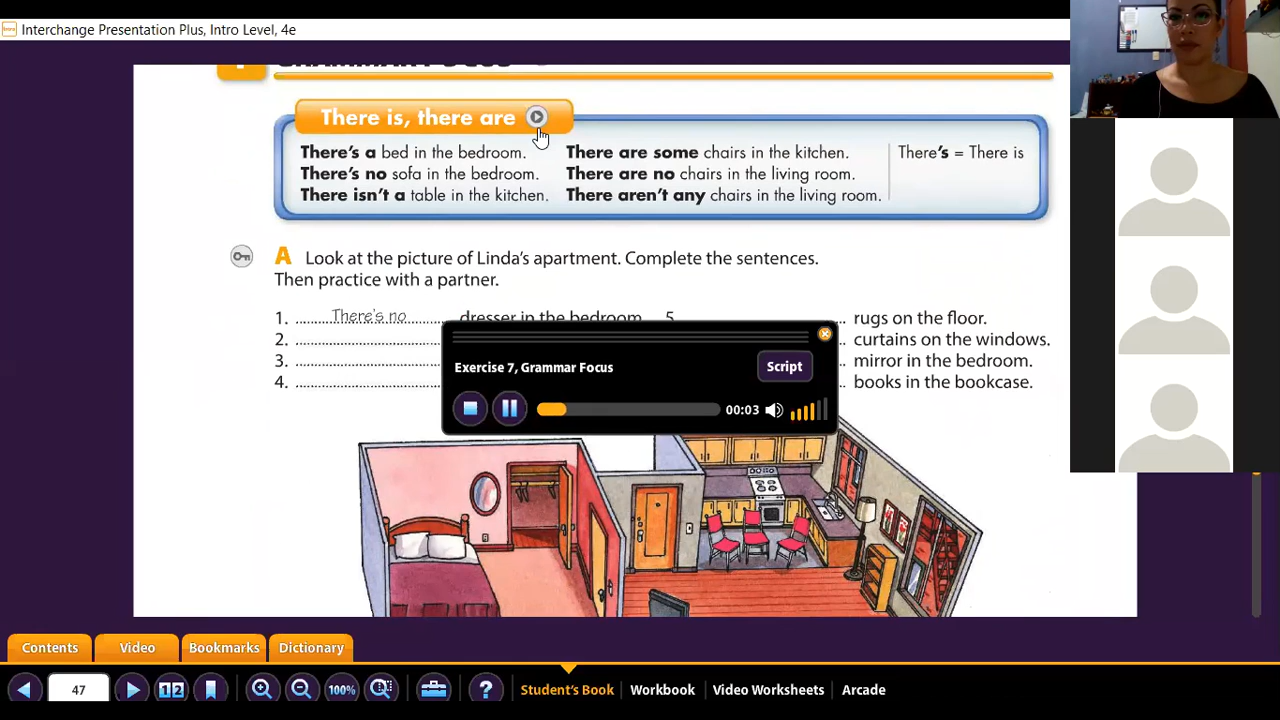 Interchange Presentation Plus, Intro Level, 4e
There is, there are
There's a bed in the bedroom. There are some chairs in the kitchen. There's = There is
There's no sofa in the bedroom. There are no chairs in the living room.
There isn't a table in the kitchen. There aren't any chairs in the living room.
A Look at the picture of Linda's apartment. Complete the sentences.
Then practice with a partner.
1. There's no dresser in the bedroom. 5. rugs on the floor.
2. curtains on the windows.
3. mirror in the bedroom.
4. books in the bookcase.
Exercise 7, Grammar Focus Script
00:03
Contents Video Bookmarks Dictionary
47 12 100% ? Student's Book Workbook Video Worksheets Arcade